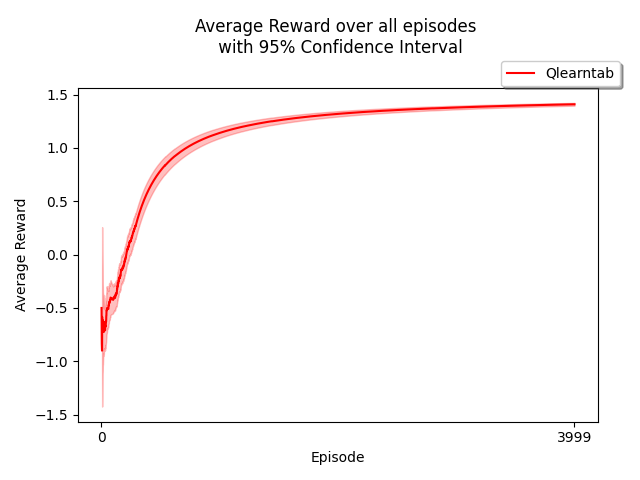 Average Reward over all episodes
with 95% Confidence Interval
Qlearntab
1.5
1.0
0.5
0.0
−0.5
−1.0
−1.5
Average Reward
0
3999
Episode